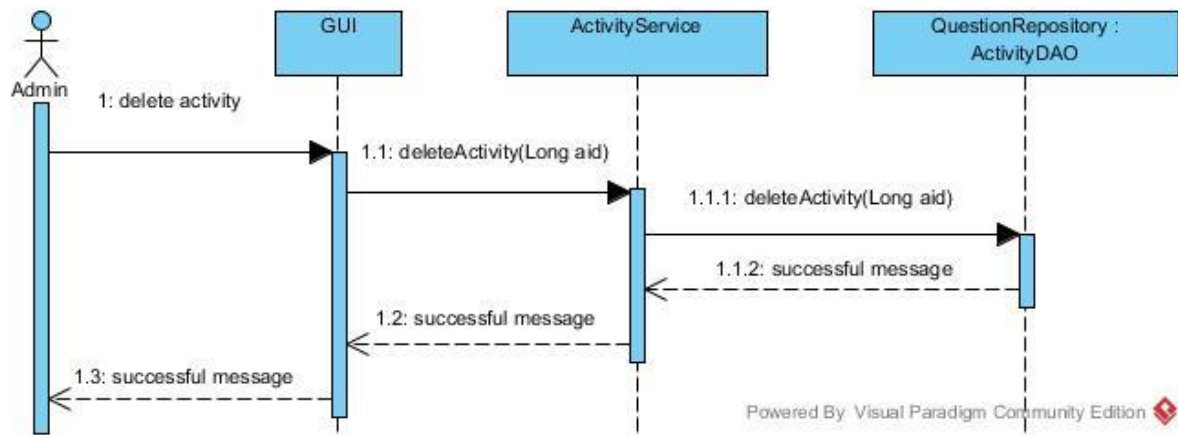 GUI
ActivityService
QuestionRepository :
ActivityDAO
Admin
1: delete activity
1.1: deleteActivity(Long aid)
1.1.1: deleteActivity(Long aid)
1.1.2: successful message
1.2: successful message
1.3: successful message
Powered By Visual Paradigm Community Edition